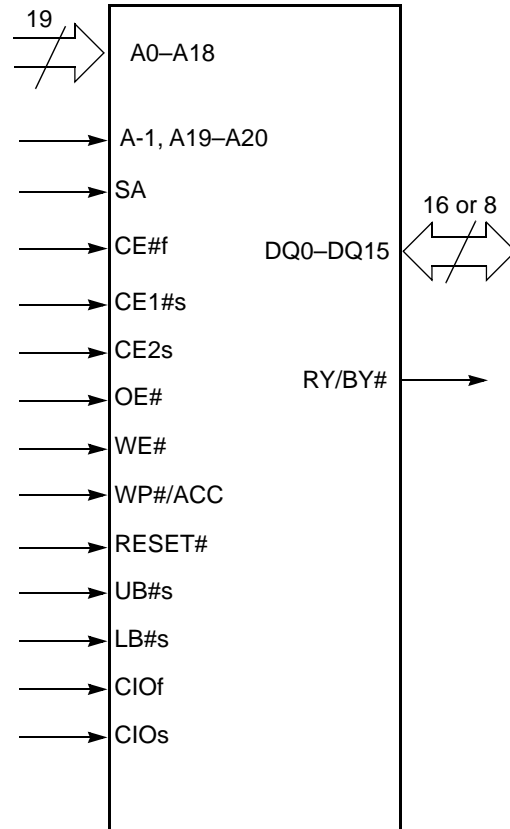 19
A0–A18
A-1, A19–A20
SA
16 or 8
CE#f
DQ0–DQ15
CE1#s
CE2s
RY/BY#
OE#
WE#
WP#/ACC
RESET#
UB#s
LB#s
CIOf
CIOs